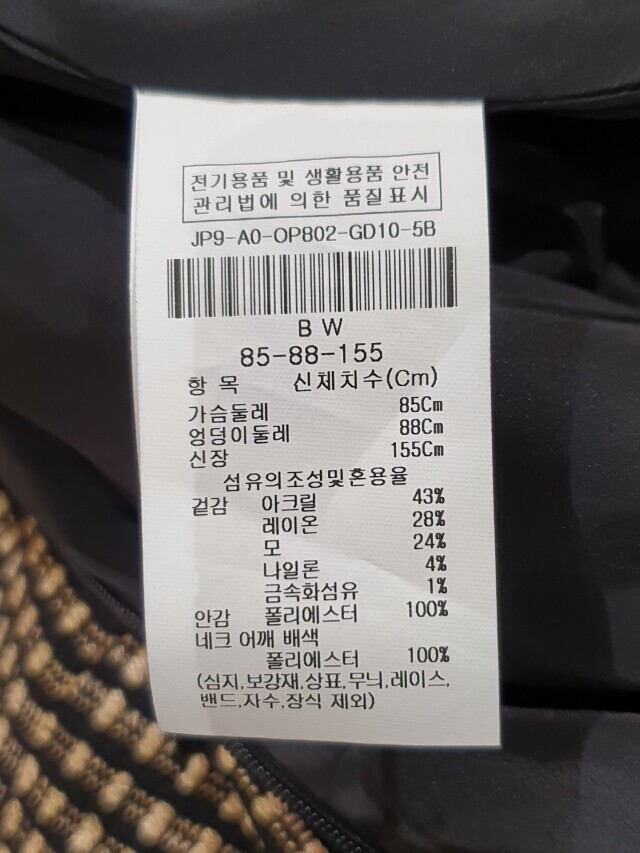 전기용품 및 생활용품 안전
관리법에 의한 품질표시
JP9-A0-OP802-GD10-5B
BW
85-88-155
항 목 신체치수(Cm)
가슴둘레 85Cm
엉덩이둘레 88Cm
신장 155Cm
섬유의조성및혼용율
겉감 아크릴 43%
레이온 28%
모 24%
나일론 4%
금속화섬유 1%
안감 폴리에스터 100%
네크 어깨 배색
폴리에스터 100%
(심지,보강재,상표,무늬,레이스,
밴드,자수,장식 제외)